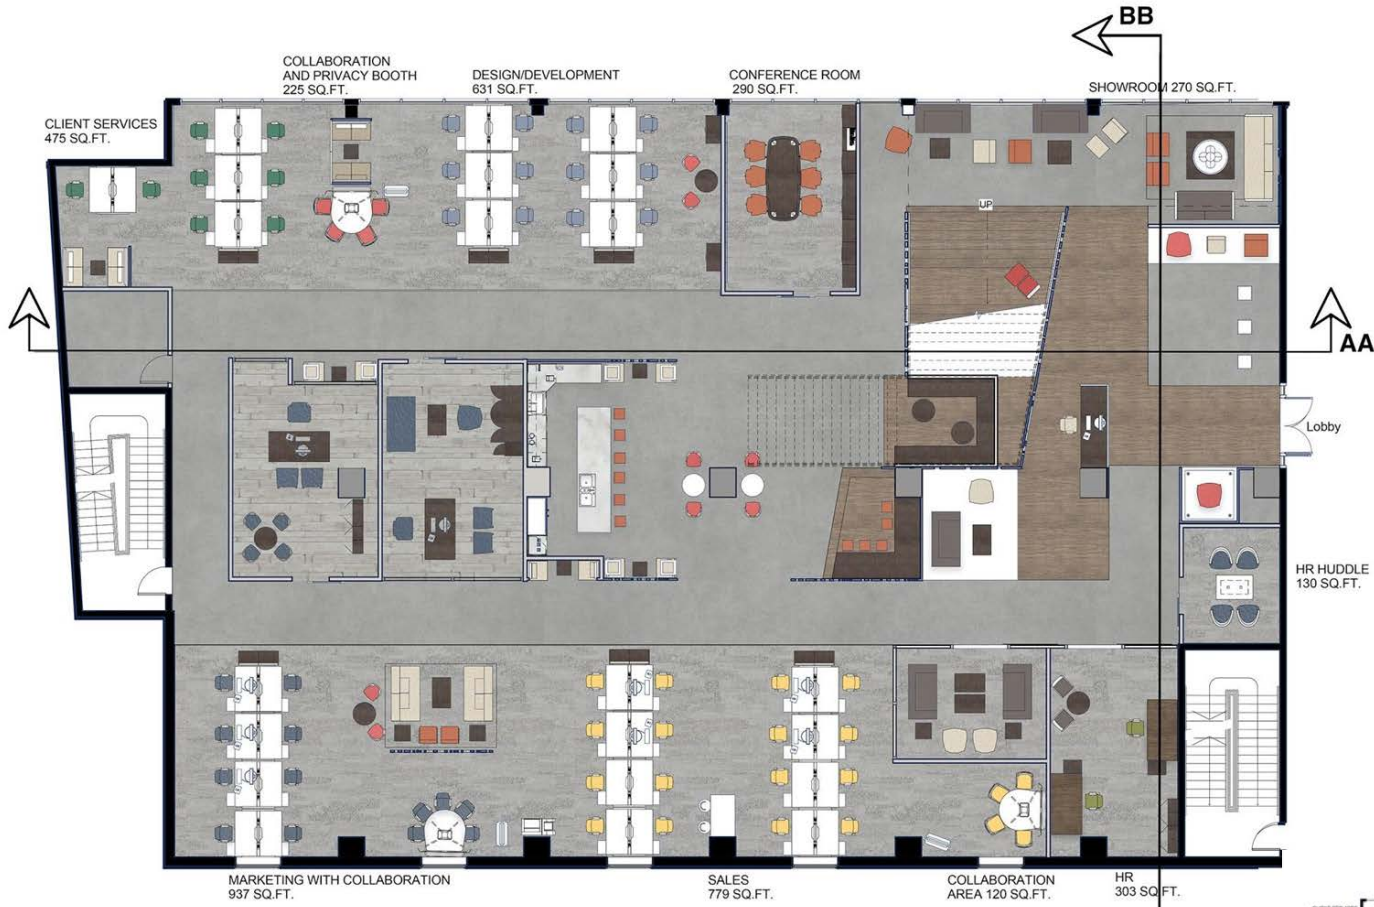 BB
COLLABORATION
AND PRIVACY BOOTH
225 SQ.FT.
DESIGN/DEVELOPMENT
631 SQ.FT.
CONFERENCE ROOM
290 SQ.FT.
SHOWROOM 270 SQ.FT.
CLIENT SERVICES
475 SQ.FT.
UP
AA
Lobby
HR HUDDLE
130 SQ.FT.
MARKETING WITH COLLABORATION
937 SQ.FT.
SALES
779 SQ.FT.
COLLABORATION
AREA 120 SQ.FT.
HR
303 SQ.FT.